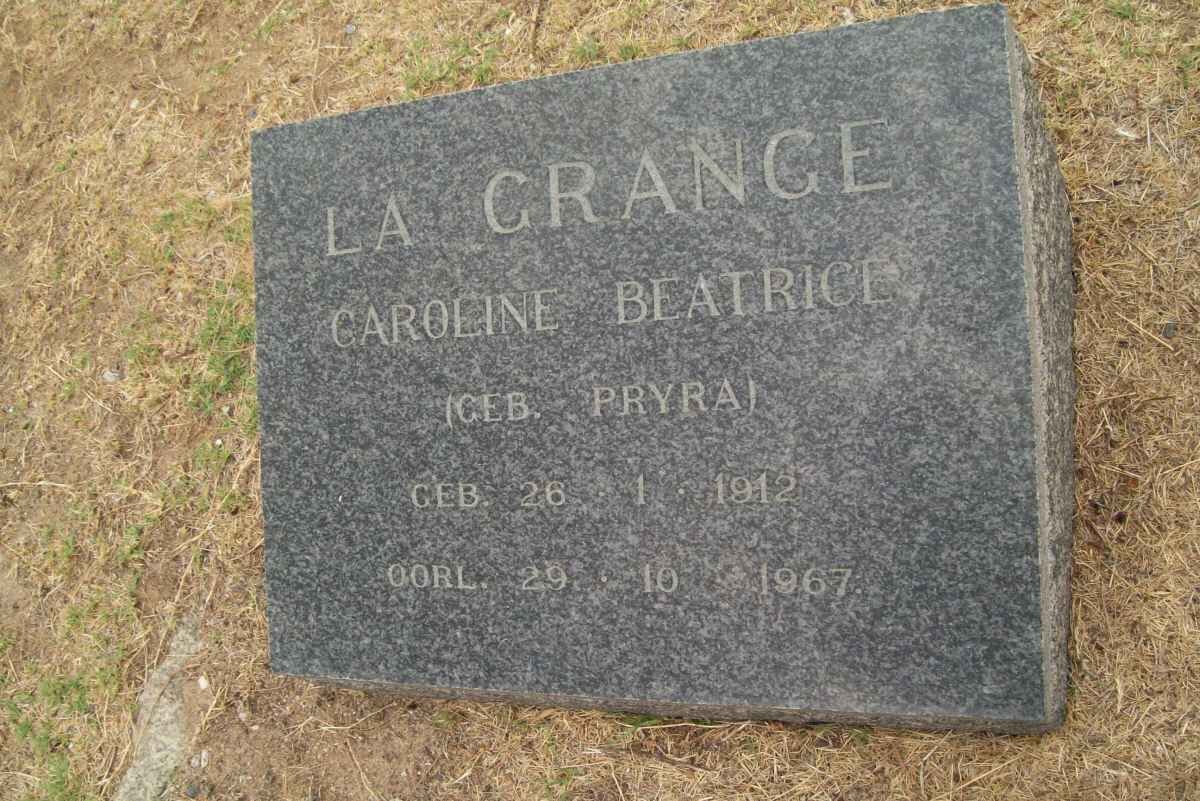 LA GRANGE
CAROLINE BEATRICE
(GEB. PRYRA)
GEB. 26 · 1 · 1912
OORL. 29 · 10 · 1967.